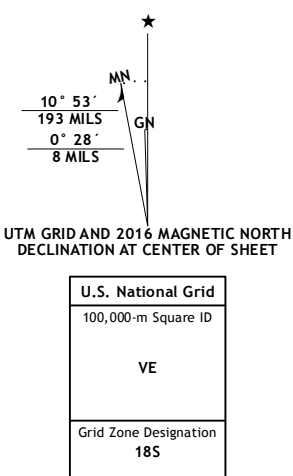 MN
10° 53´
193 MILS
GN
0° 28´
8 MILS
UTM GRID AND 2016 MAGNETIC NORTH
DECLINATION AT CENTER OF SHEET
U.S. National Grid
100,000-m Square ID
VE
Grid Zone Designation
18S